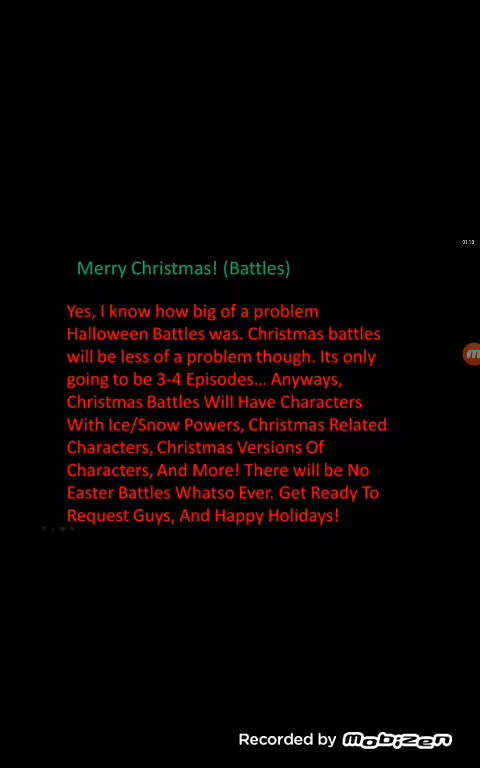 01:13
Merry Christmas! (Battles)
Yes, I know how big of a problem
Halloween Battles was. Christmas battles
will be less of a problem though. Its only
going to be 3-4 Episodes... Anyways,
Christmas Battles Will Have Characters
With Ice/Snow Powers, Christmas Related
Characters, Christmas Versions Of
Characters, And More! There will be No
Easter Battles Whatso Ever. Get Ready To
Request Guys, And Happy Holidays!
Recorded by mobizen